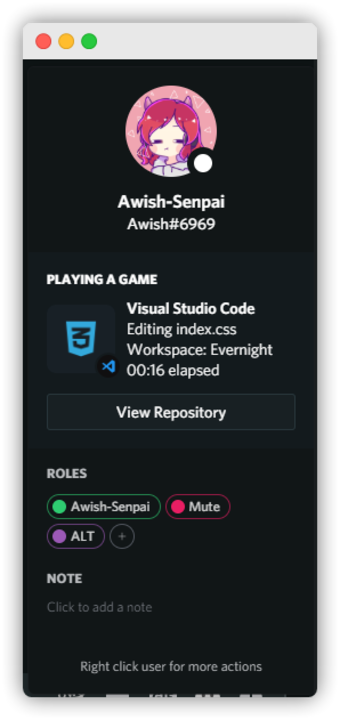 Awish-Senpai
Awish#6969
PLAYING A GAME
Visual Studio Code
Editing index.css
Workspace: Evernight
00:16 elapsed
View Repository
ROLES
Awish-Senpai
Mute
ALT
+
NOTE
Click to add a note
Right click user for more actions